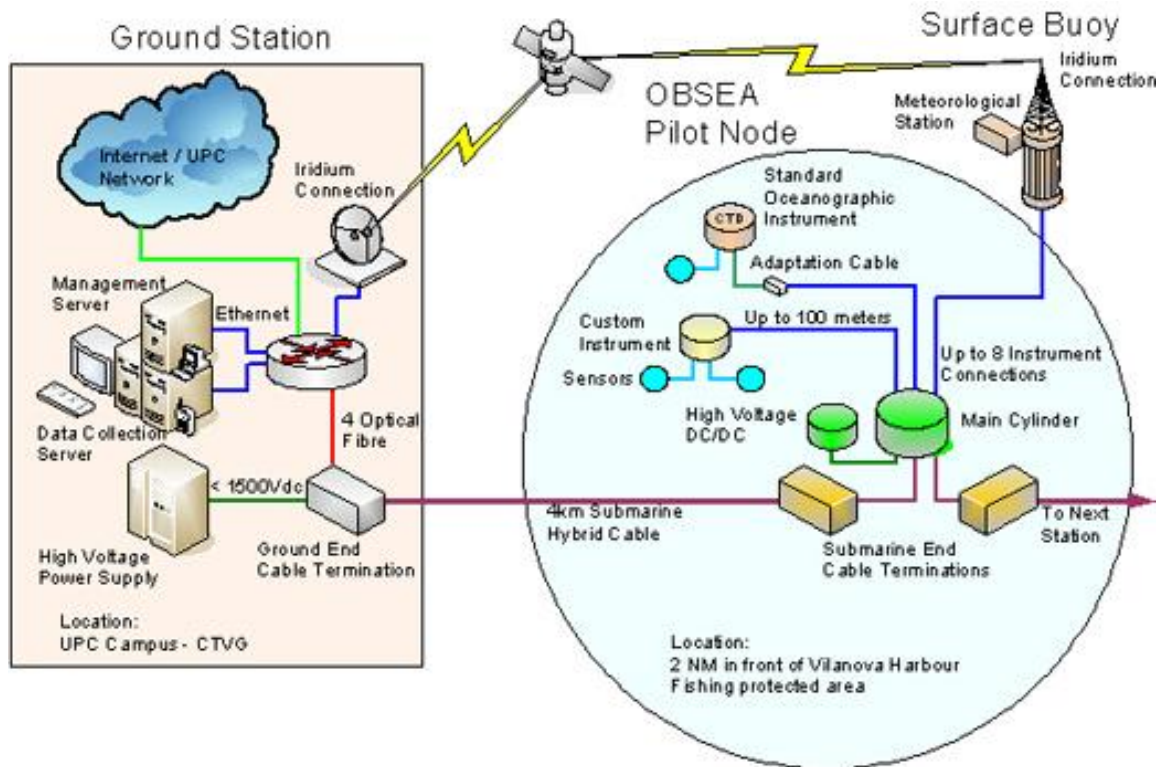 Ground Station
Surface Buoy
Iridium
Connection
OBSEA
Pilot Node
Meteorological
Station
Internet / UPC
Network
Iridium
Connection
Standard
Oceanographic
Instrument
CTD
Adaptation Cable
Management
Server
Ethernet
Custom
Instrument
Up to 100 meters
Sensors
Up to 8 Instrument
Connections
High Voltage
DC/DC
Main Cylinder
4 Optical
Fibre
Data Collection
Server
< 1500Vdc
4km Submarine
Hybrid Cable
To Next
Station
High Voltage
Power Supply
Ground End
Cable Termination
Submarine End
Cable Terminations
Location:
UPC Campus - CTVG
Location:
2 NM in front of Vilanova Harbour
Fishing protected area